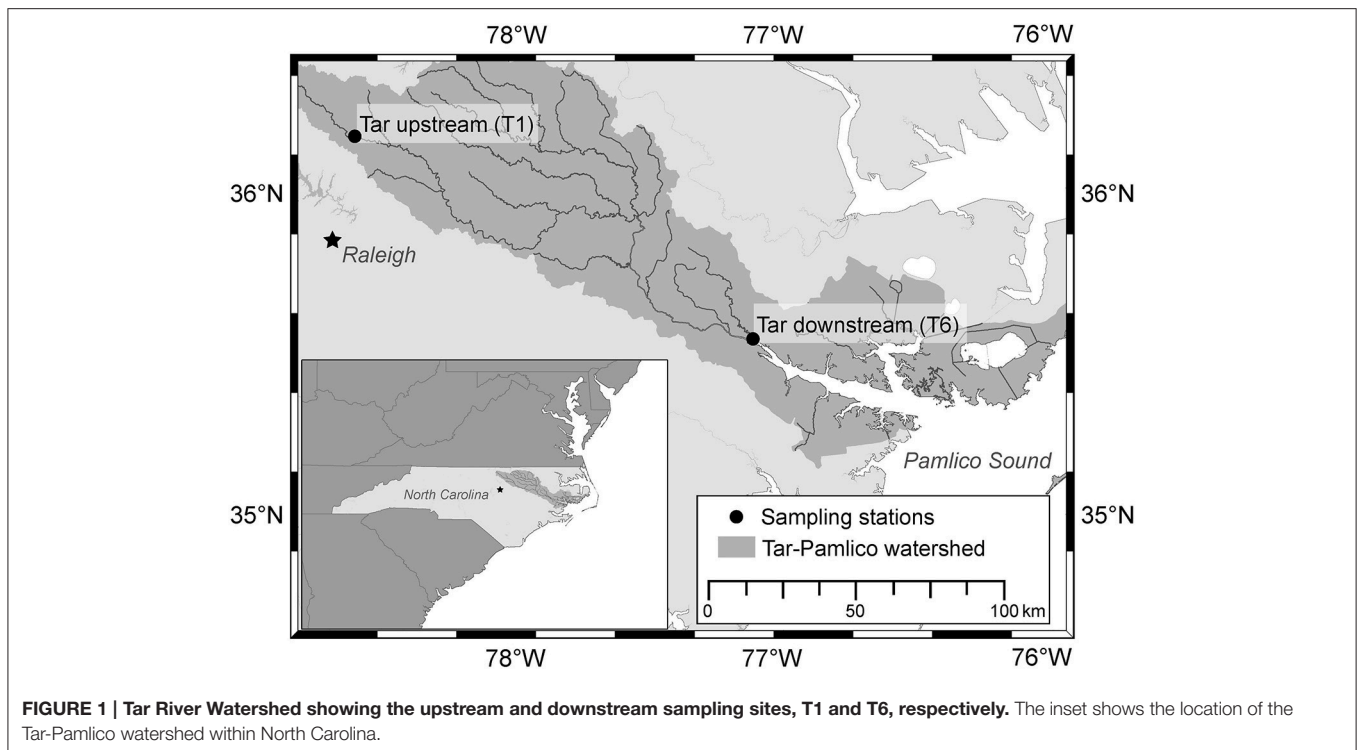 78°W 77°W 76°W
Tar upstream (T1)
36°N 36°N
Raleigh
Tar downstream (T6)
Pamlico Sound
North Carolina
35°N 35°N
Sampling stations
Tar-Pamlico watershed
0 50 100 km
78°W 77°W 76°W
FIGURE 1 | Tar River Watershed showing the upstream and downstream sampling sites, T1 and T6, respectively. The inset shows the location of the
Tar-Pamlico watershed within North Carolina.